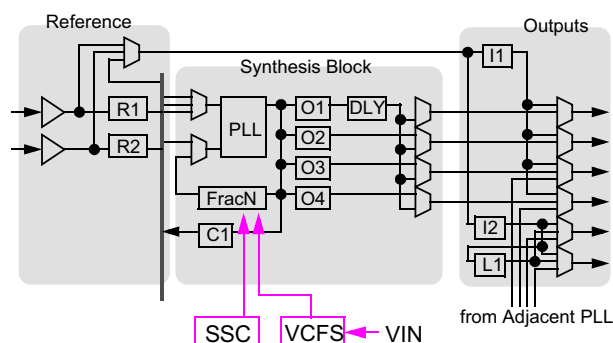 Reference
Outputs
Synthesis Block
I1
R1
O1
DLY
PLL
R2
O2
O3
FracN
O4
C1
I2
L1
from Adjacent PLL
SSC
VCFS
VIN